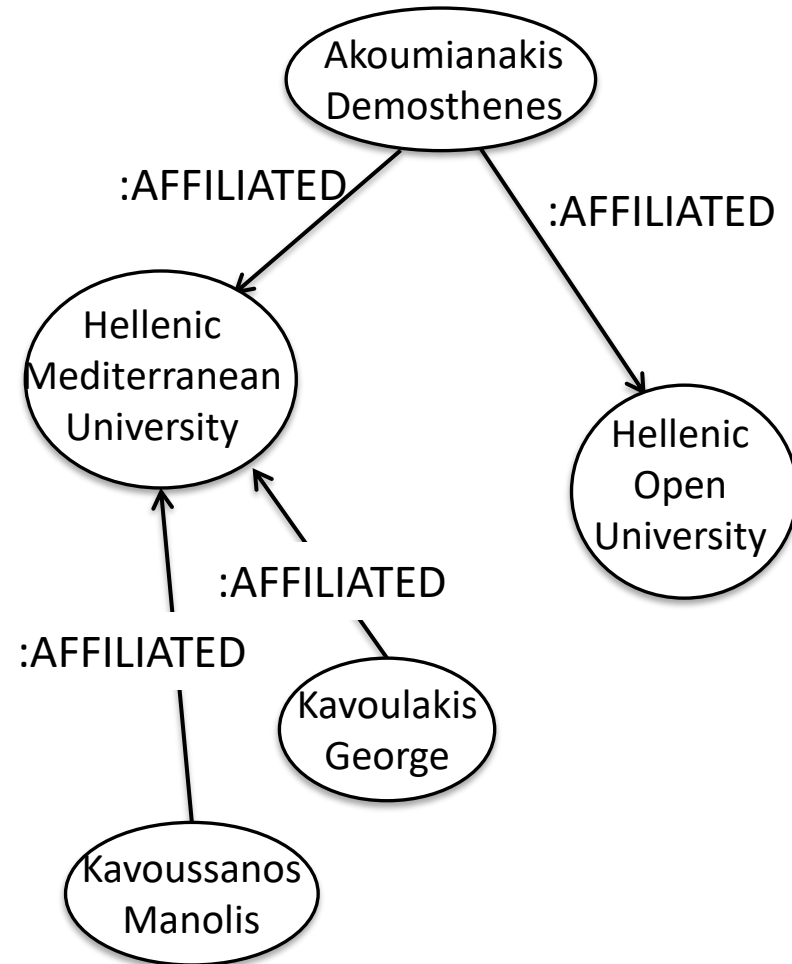 Akoumianakis
Demosthenes
:AFFILIATED
:AFFILIATED
Hellenic
Mediterranean
University
Hellenic
Open
University
:AFFILIATED
:AFFILIATED
Kavoulakis
George
Kavoussanos
Manolis